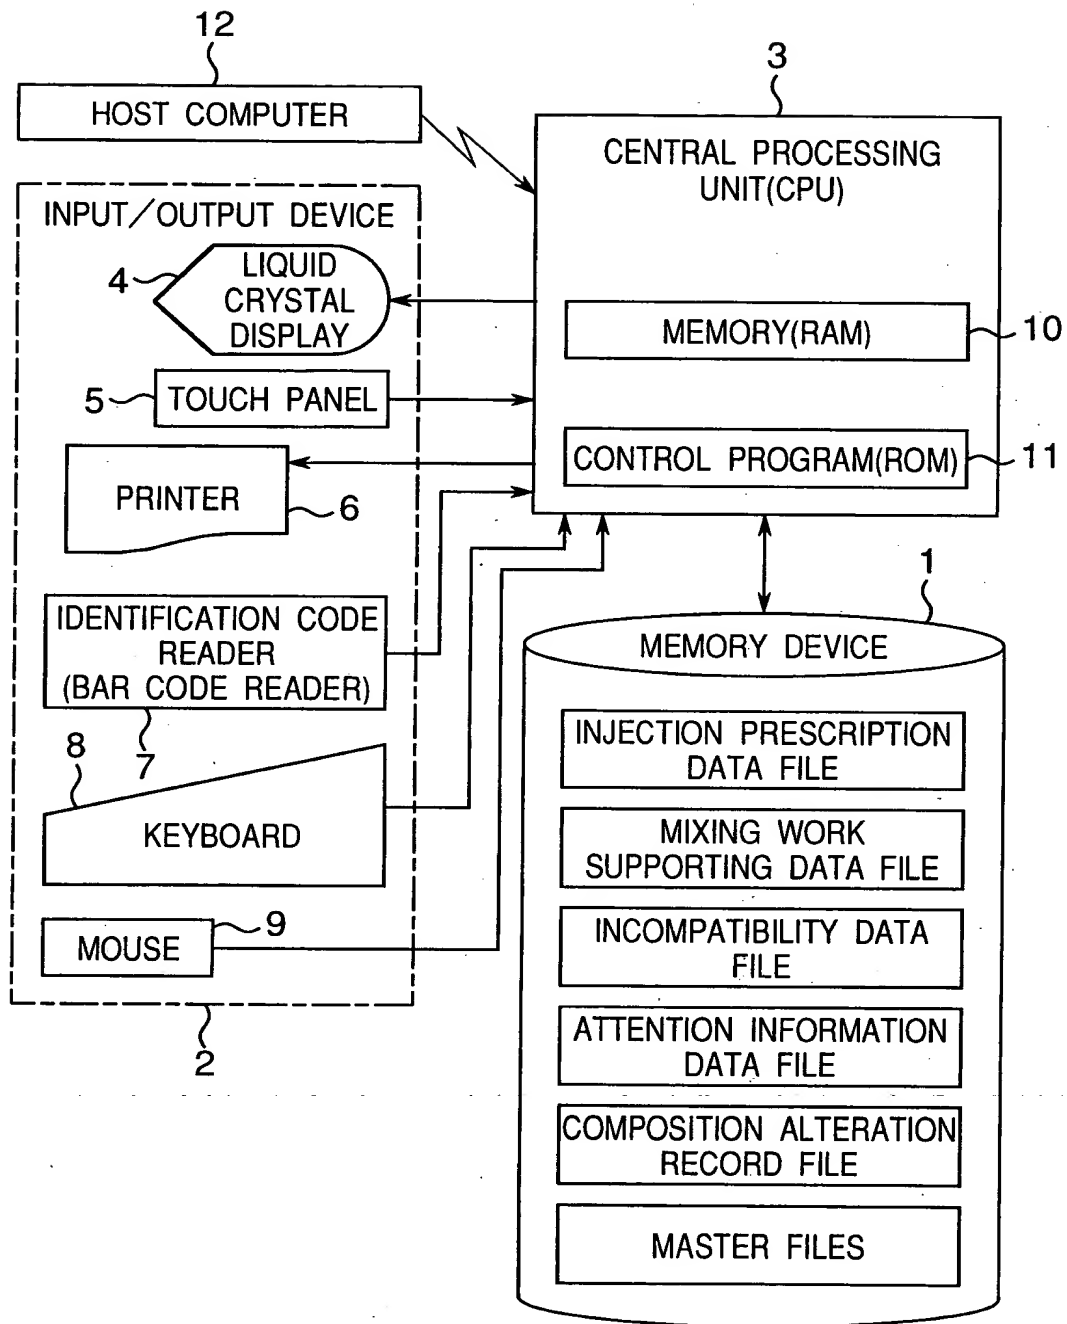 12
HOST COMPUTER
3
CENTRAL PROCESSING
UNIT(CPU)
INPUT/OUTPUT DEVICE
4
LIQUID
CRYSTAL
DISPLAY
MEMORY(RAM)
10
5
TOUCH PANEL
CONTROL PROGRAM(ROM)
11
PRINTER
6
1
MEMORY DEVICE
IDENTIFICATION CODE
READER
(BAR CODE READER)
7
INJECTION PRESCRIPTION
DATA FILE
8
KEYBOARD
MIXING WORK
SUPPORTING DATA FILE
9
MOUSE
INCOMPATIBILITY DATA
FILE
2
ATTENTION INFORMATION
DATA FILE
COMPOSITION ALTERATION
RECORD FILE
MASTER FILES